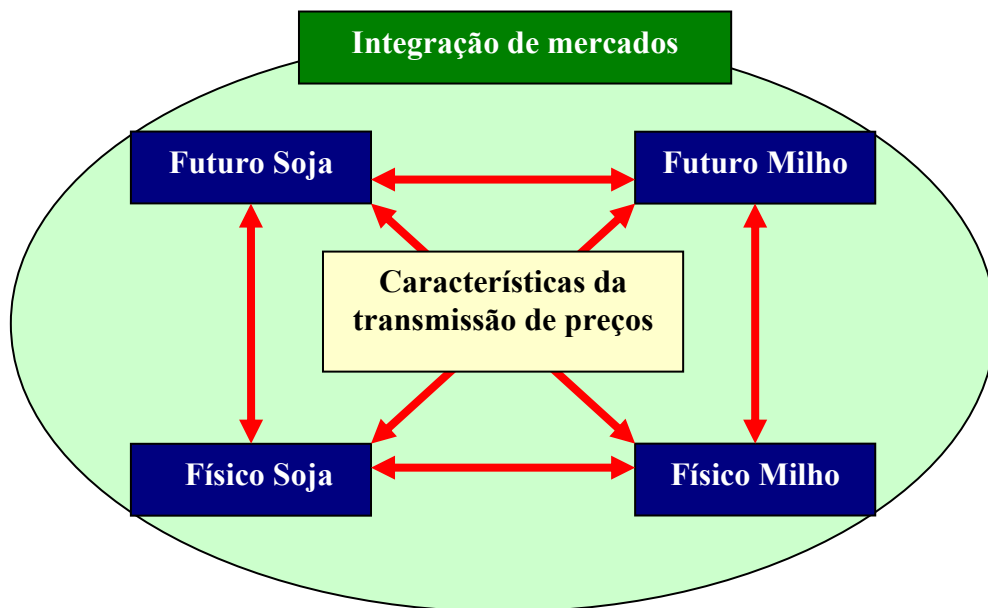 Integração de mercados
Futuro Soja
Futuro Milho
Características da
transmissão de preços
Físico Soja
Físico Milho